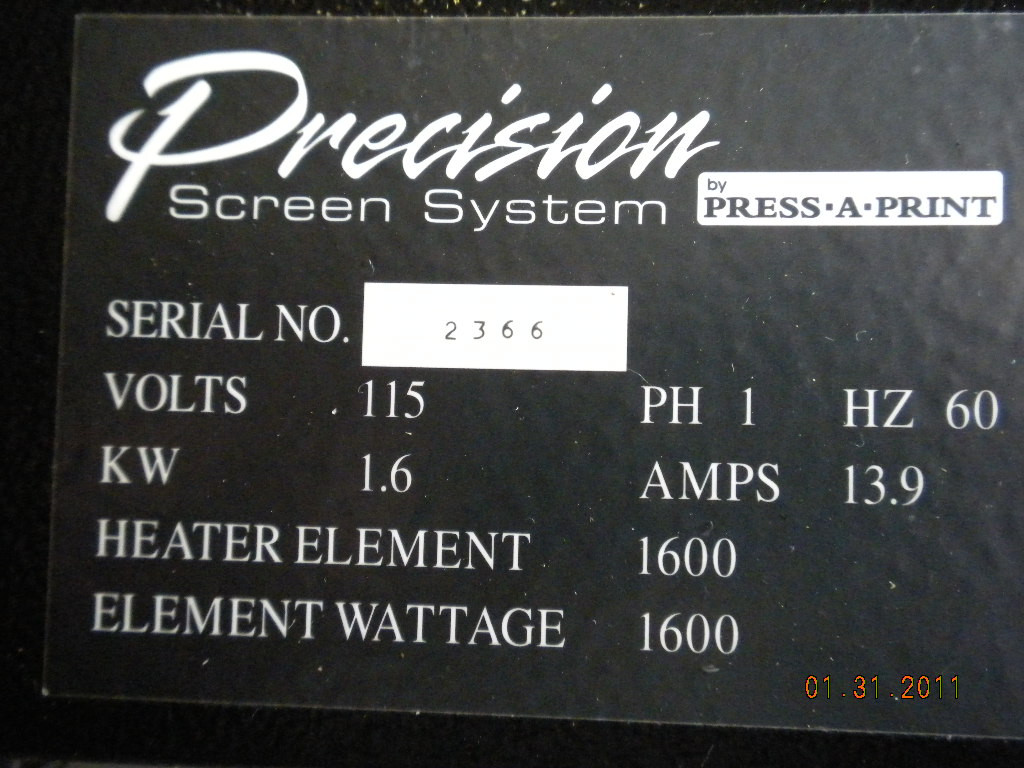 Precision
Screen System by PRESS·A·PRINT
SERIAL NO. 2366
VOLTS 115 PH 1 HZ 60
KW 1.6 AMPS 13.9
HEATER ELEMENT 1600
ELEMENT WATTAGE 1600
01.31.2011